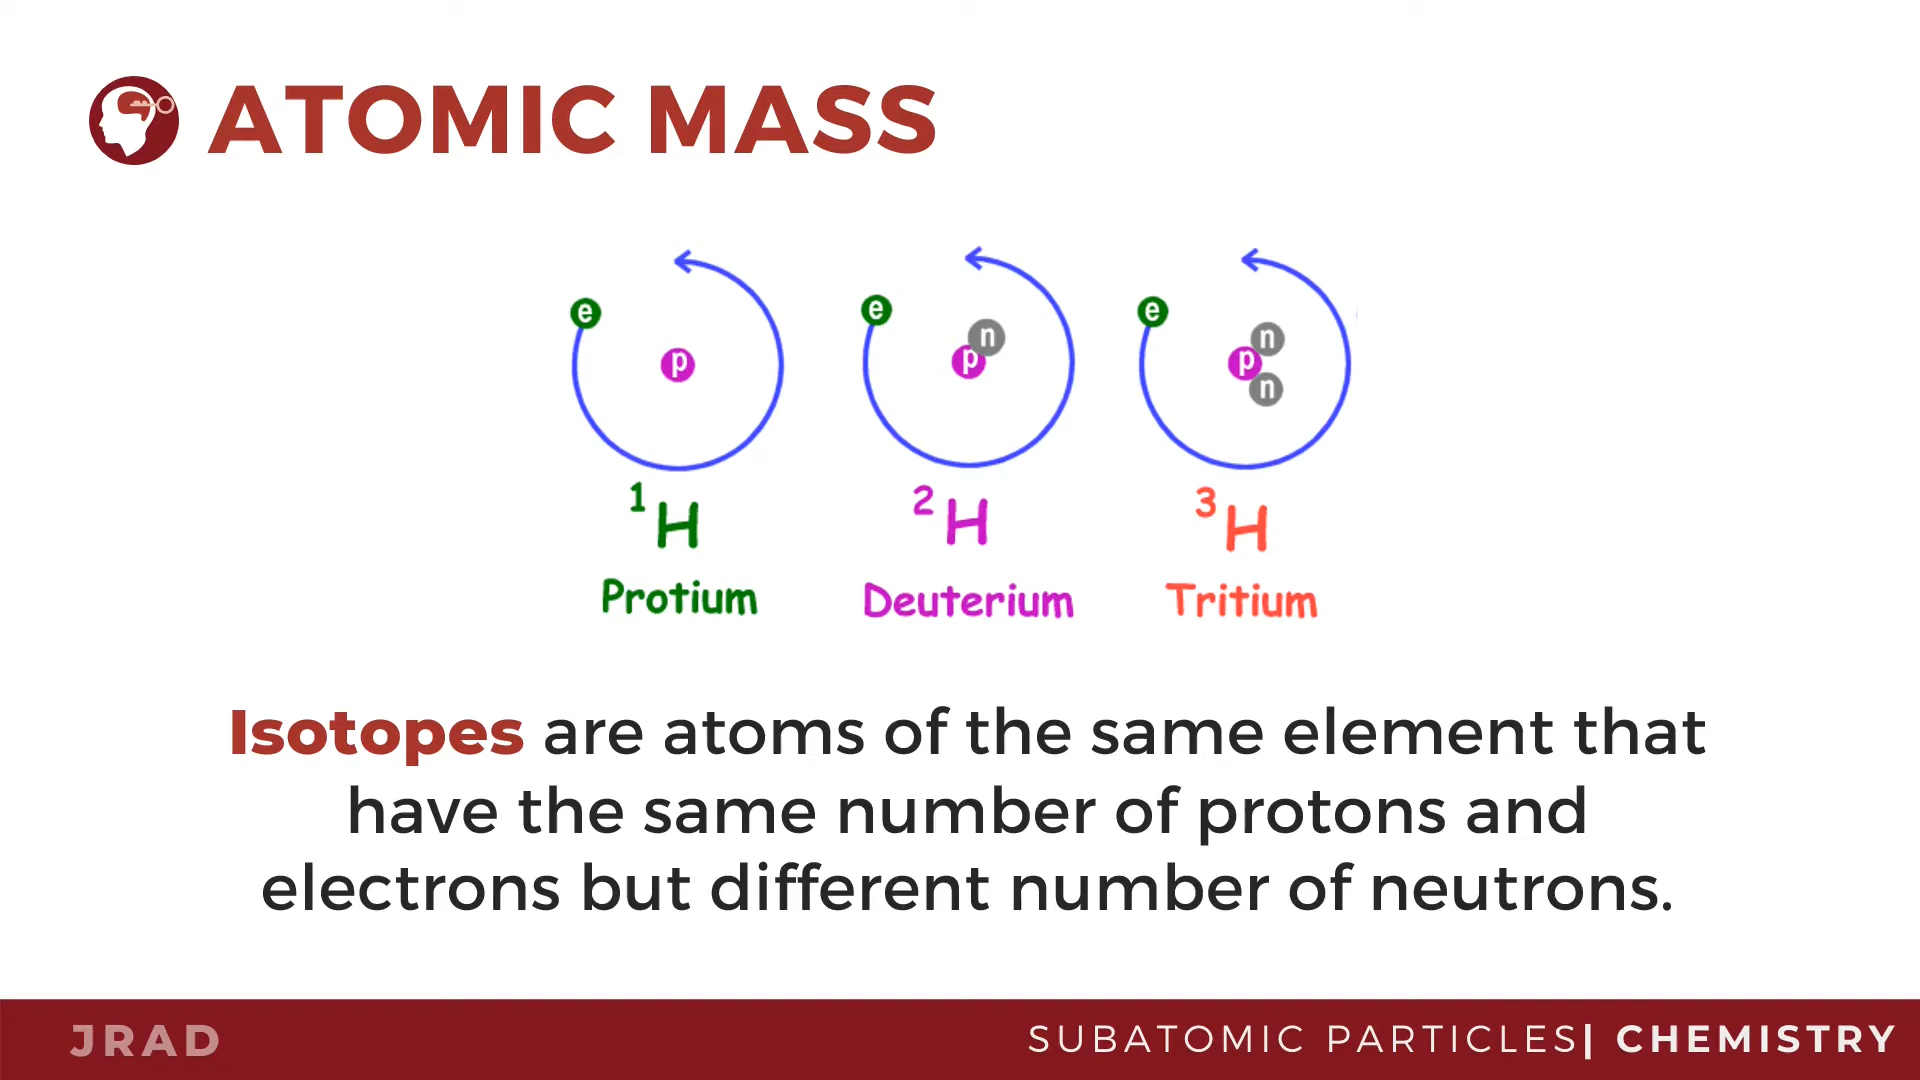 ATOMIC MASS
e
p
e
n
p
e
n
p
n
1H
2H
3H
Protium
Deuterium
Tritium
Isotopes are atoms of the same element that
have the same number of protons and
electrons but different number of neutrons.
JRAD
SUBATOMIC PARTICLES| CHEMISTRY